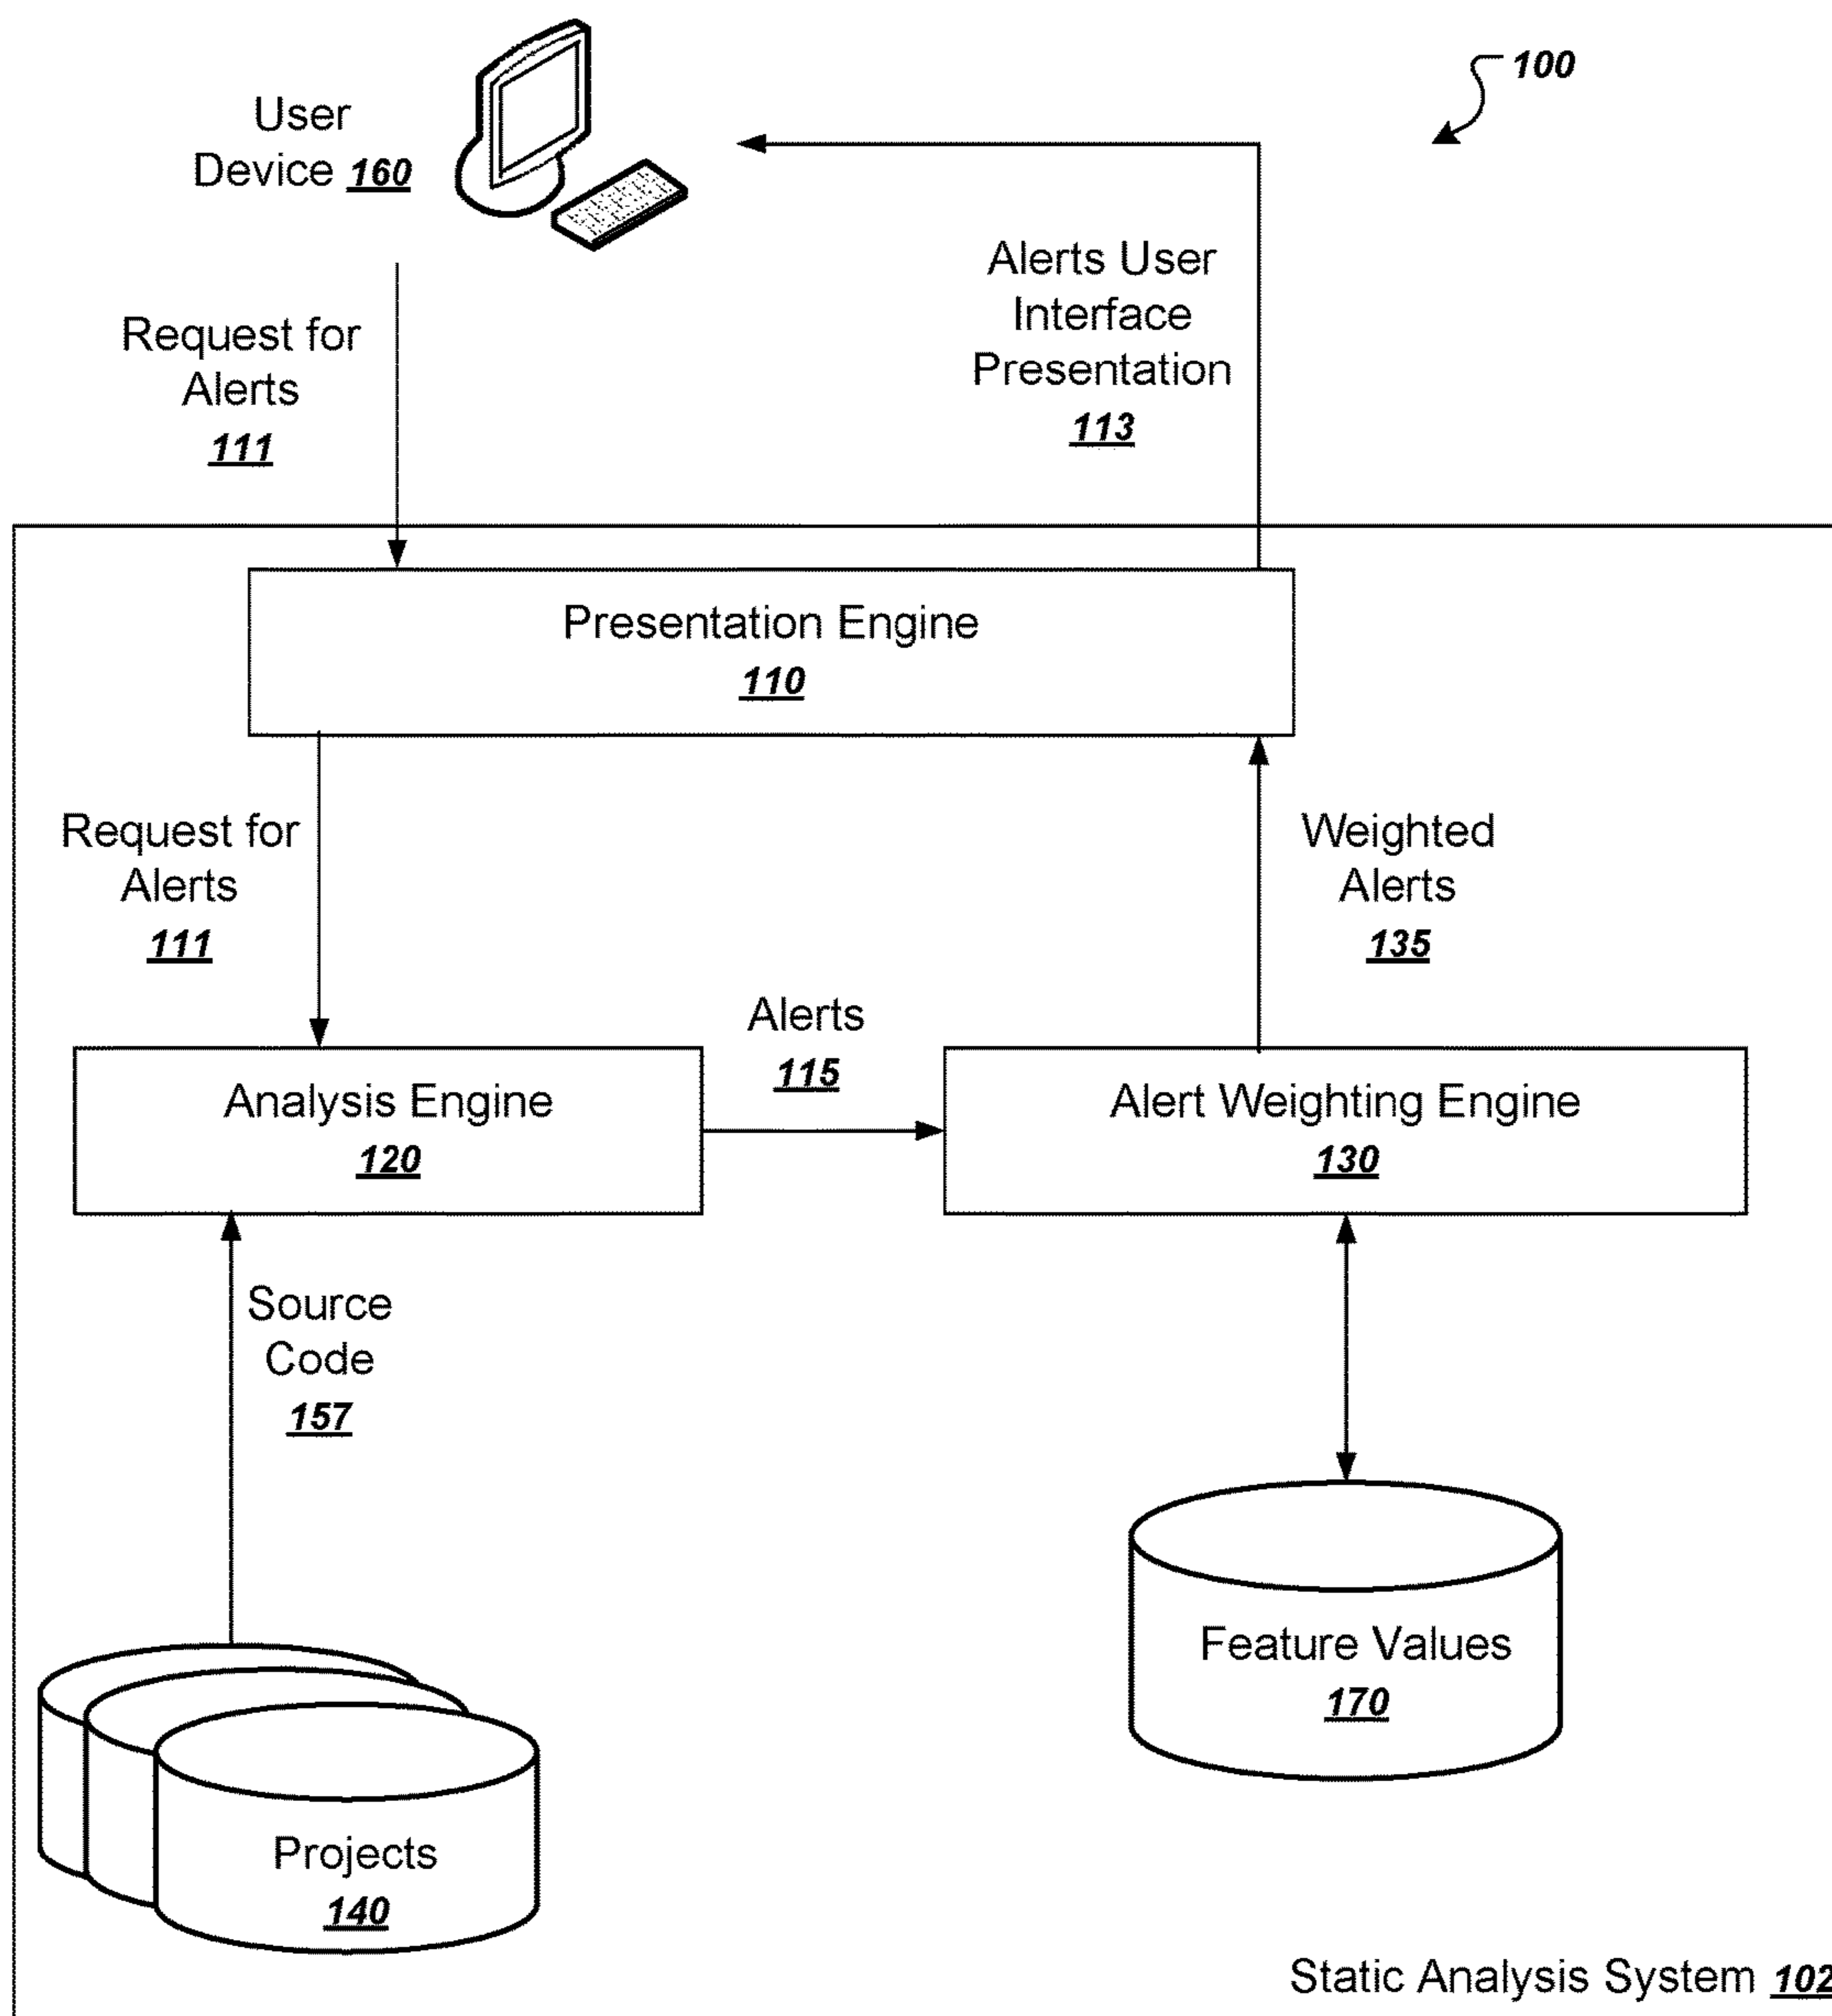 100
User
Device 160
Request for
Alerts
111
Alerts User
Interface
Presentation
113
Presentation Engine
110
Request for
Alerts
111
Weighted
Alerts
135
Alerts
115
Analysis Engine
120
Alert Weighting Engine
130
Source
Code
157
Feature Values
170
Projects
140
Static Analysis System 102